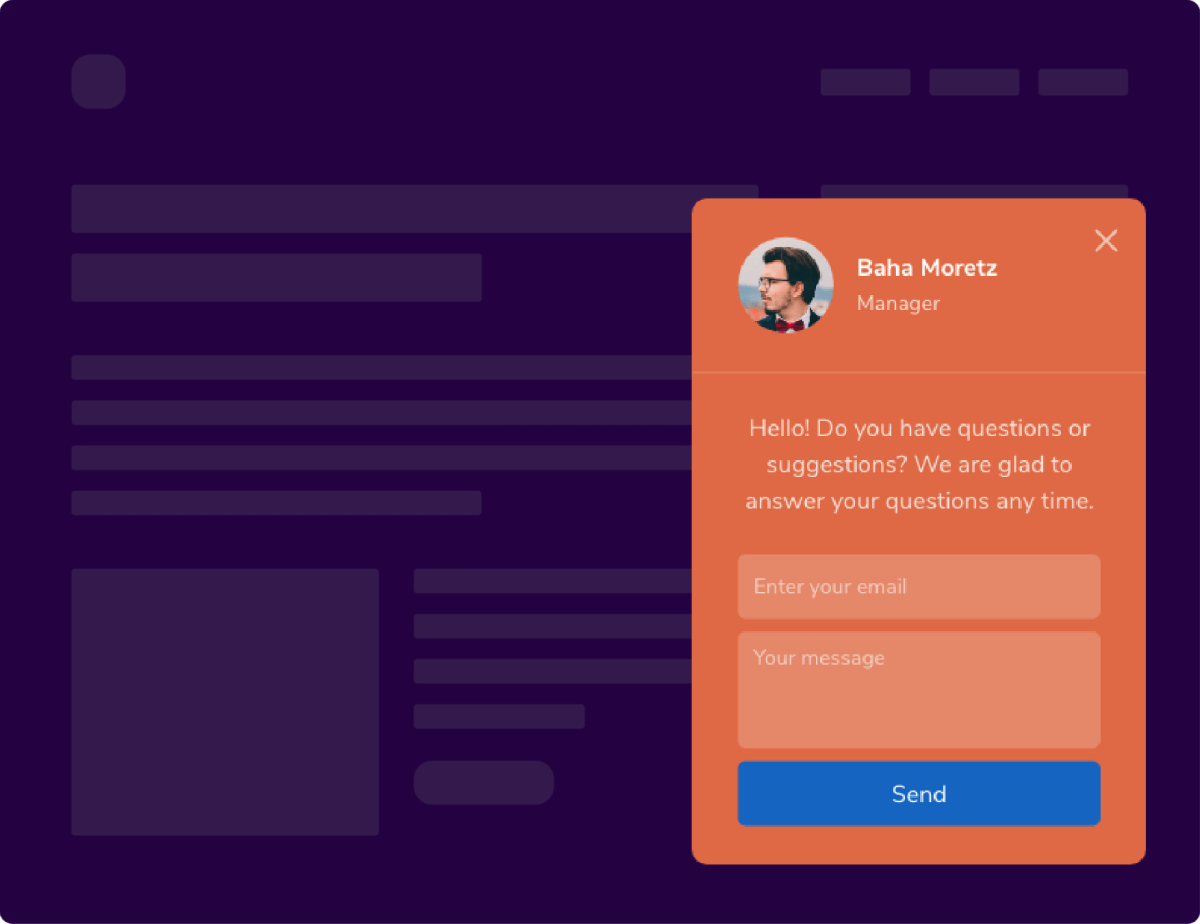 Baha Moretz
Manager
Hello! Do you have questions or
suggestions? We are glad to
answer your questions any time.
Enter your email
Your message
Send